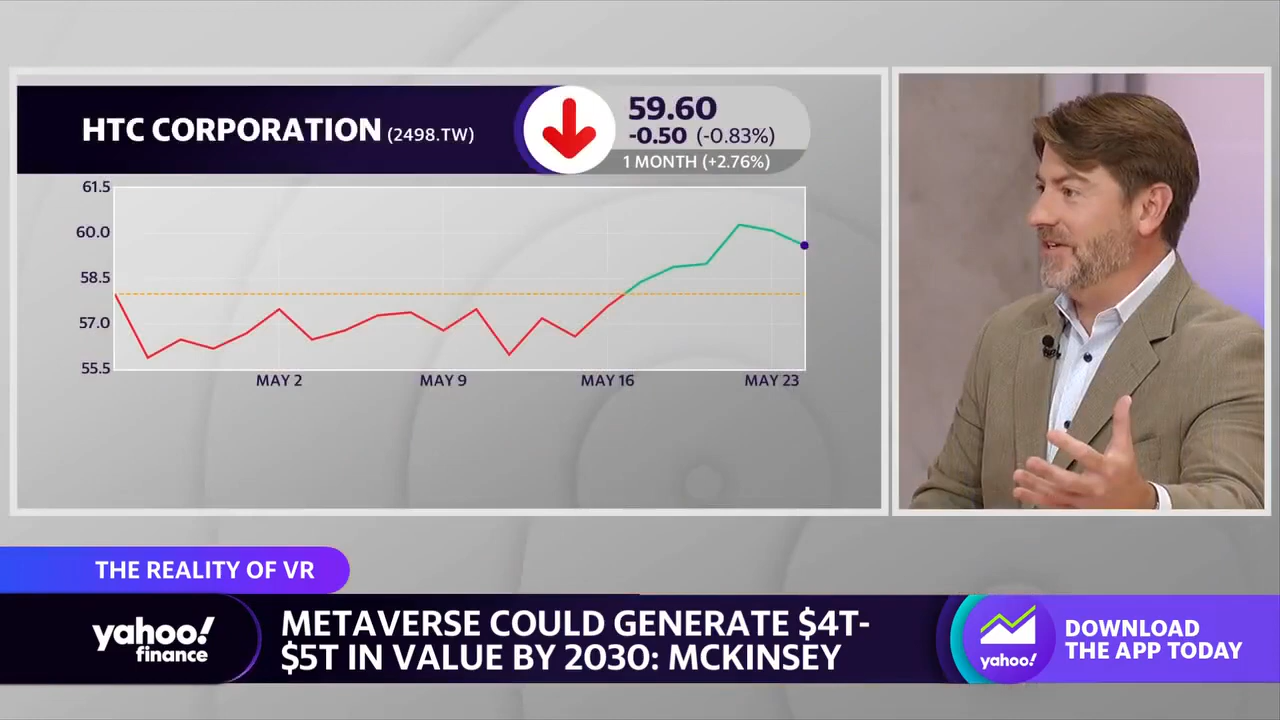 HTC CORPORATION (2498.TW)
59.60
-0.50 (-0.83%)
1 MONTH (+2.76%)
61.5
60.0
58.5
57.0
55.5
MAY 2 MAY 9 MAY 16 MAY 23
THE REALITY OF VR
yahoo!
finance
METAVERSE COULD GENERATE $4T-
$5T IN VALUE BY 2030: MCKINSEY
yahoo!
DOWNLOAD
THE APP TODAY